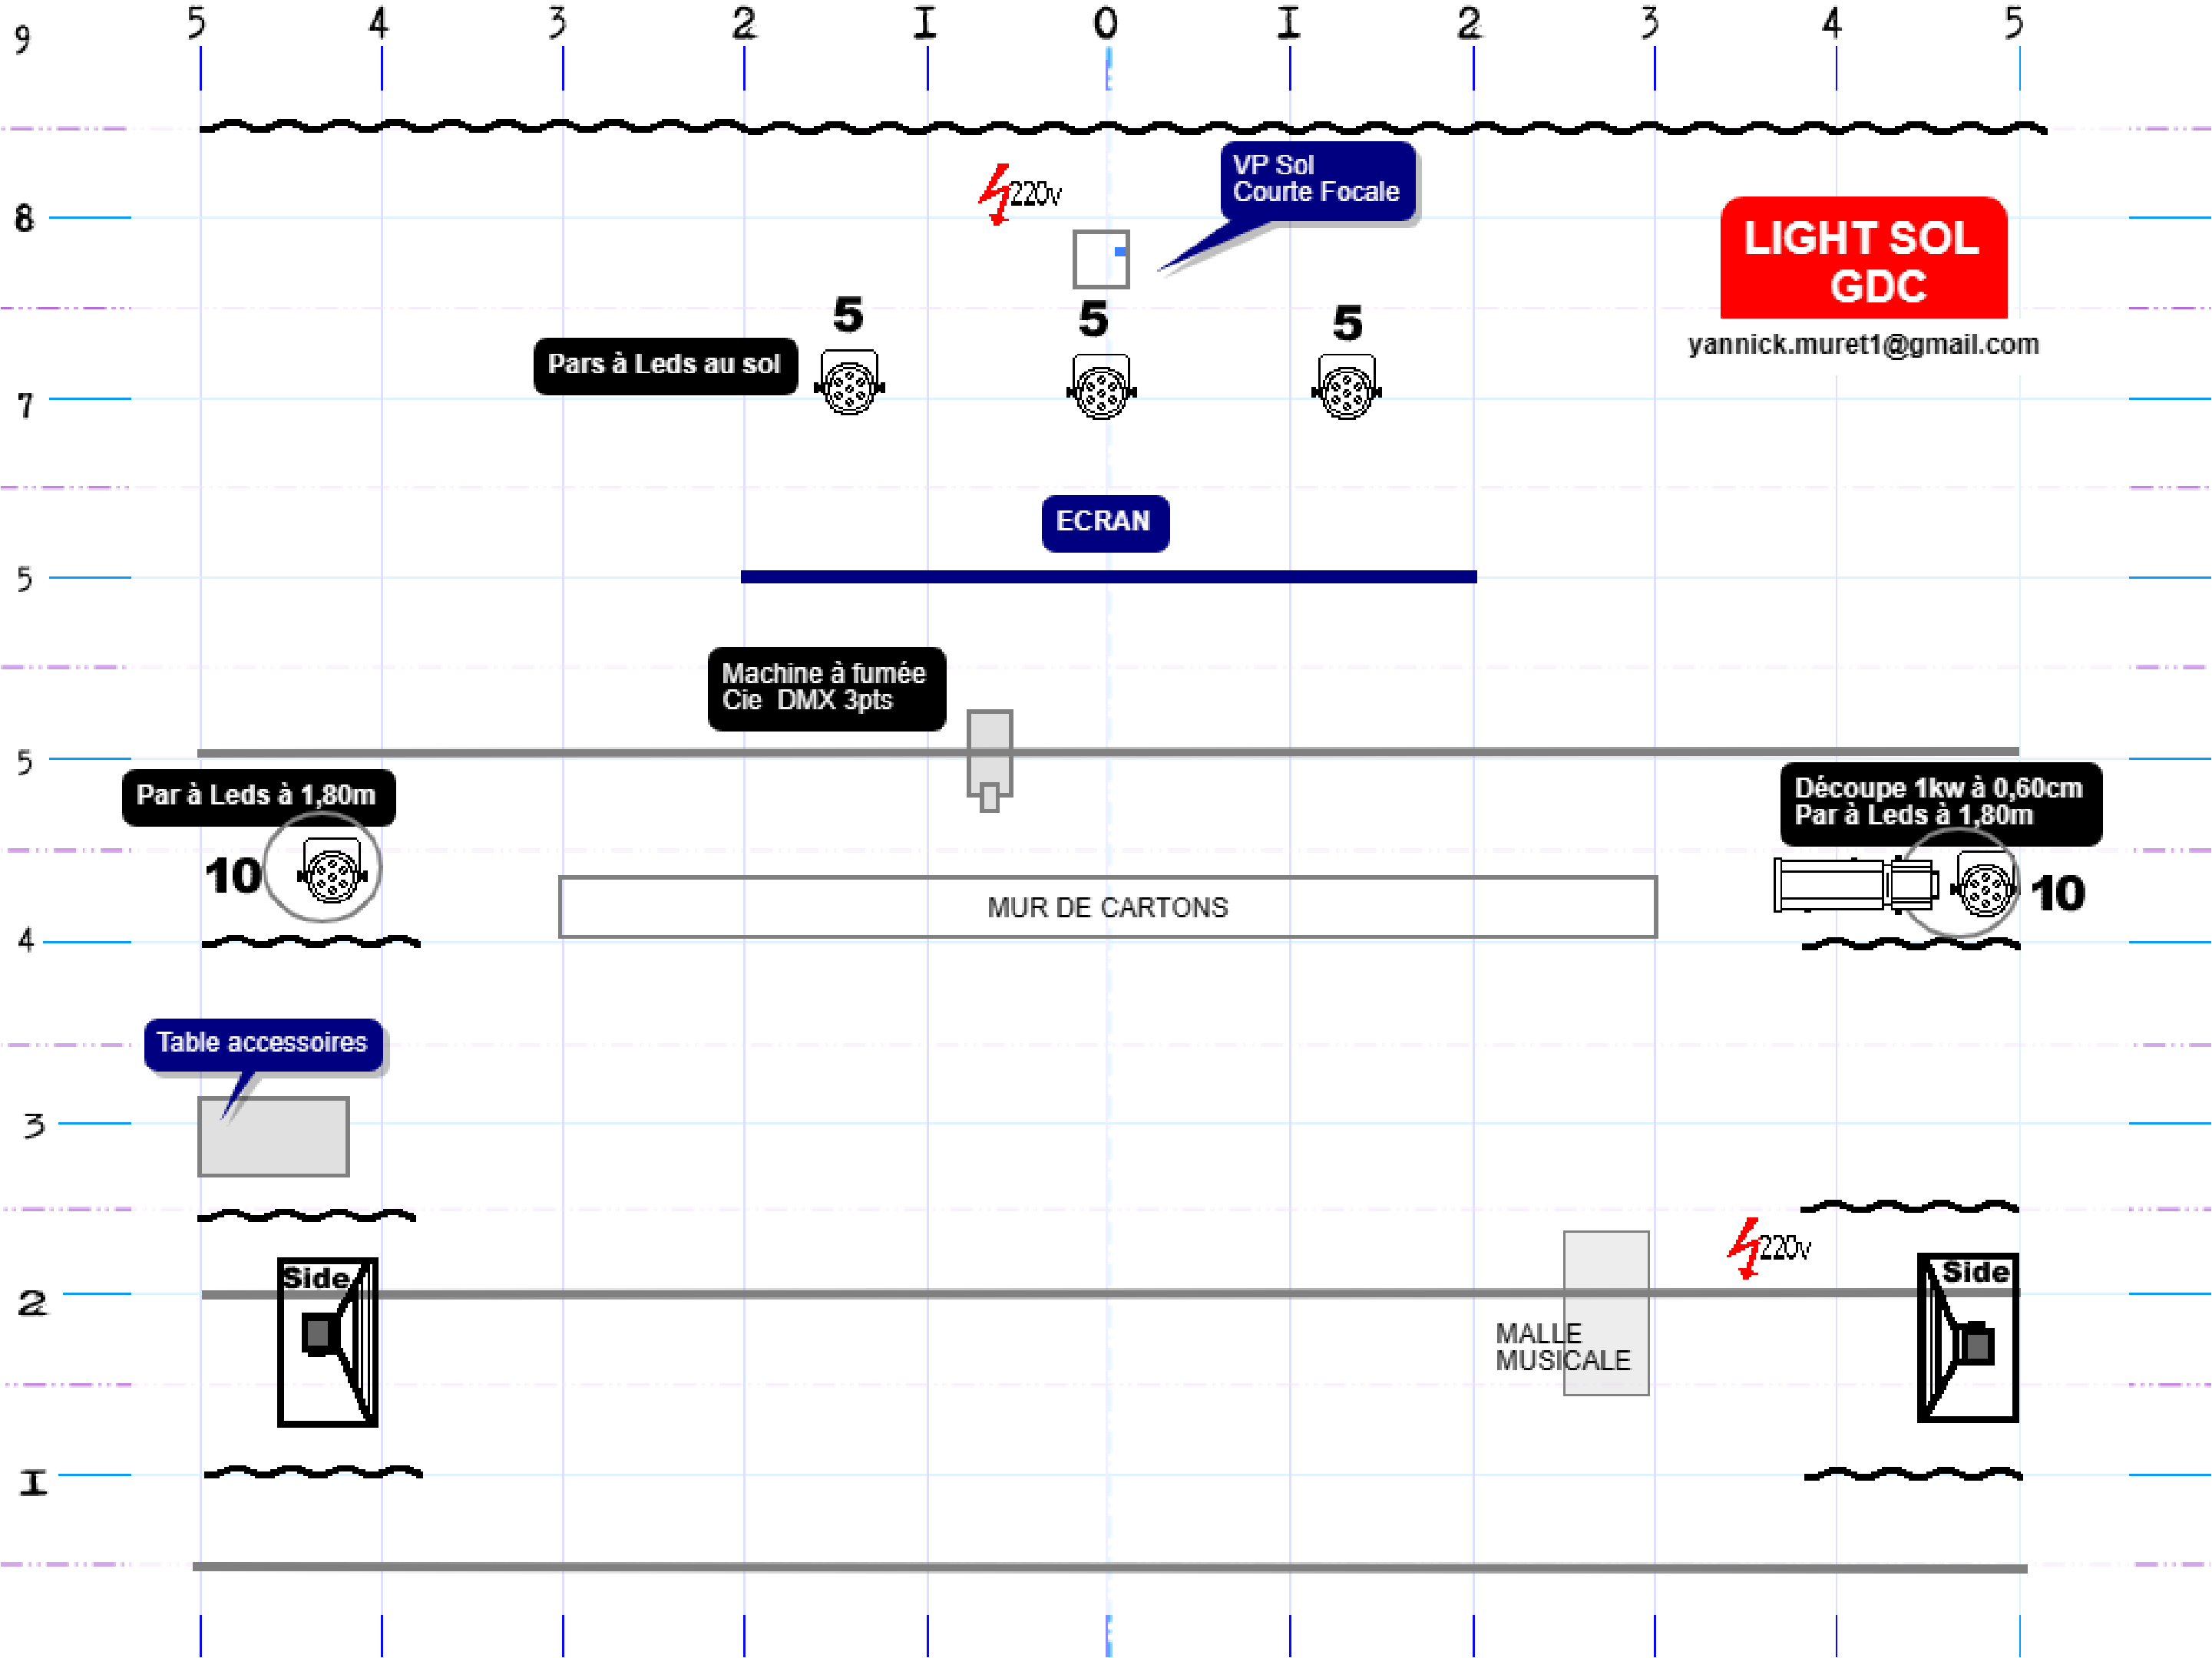 5 4 3 2 I 0 I 2 3 4 5
9
220v
VP Sol
Courte Focale
8
LIGHT SOL
GDC
yannick.muret1@gmail.com
5 5 5
Pars à Leds au sol
7
ECRAN
5
Machine à fumée
Cie DMX 3pts
5
Par à Leds à 1,80m
Découpe 1kw à 0,60cm
Par à Leds à 1,80m
10
10
MUR DE CARTONS
4
Table accessoires
3
220v
Side
Side
2
MALLE
MUSICALE
I